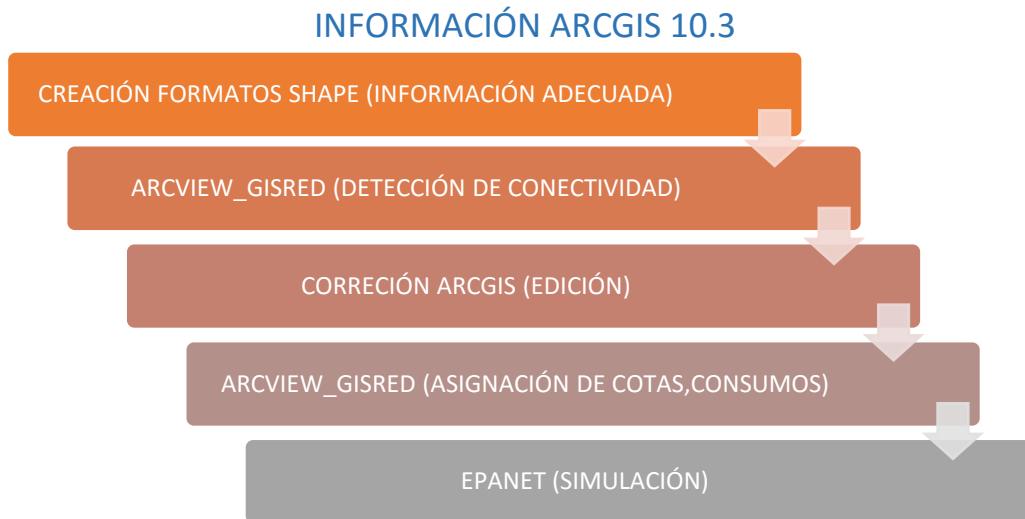 INFORMACIÓN ARCGIS 10.3
CREACIÓN FORMATOS SHAPE (INFORMACIÓN ADECUADA)
ARCVIEW_GISRED (DETECCIÓN DE CONECTIVIDAD)
CORRECIÓN ARCGIS (EDICIÓN)
ARCVIEW_GISRED (ASIGNACIÓN DE COTAS,CONSUMOS)
EPANET (SIMULACIÓN)